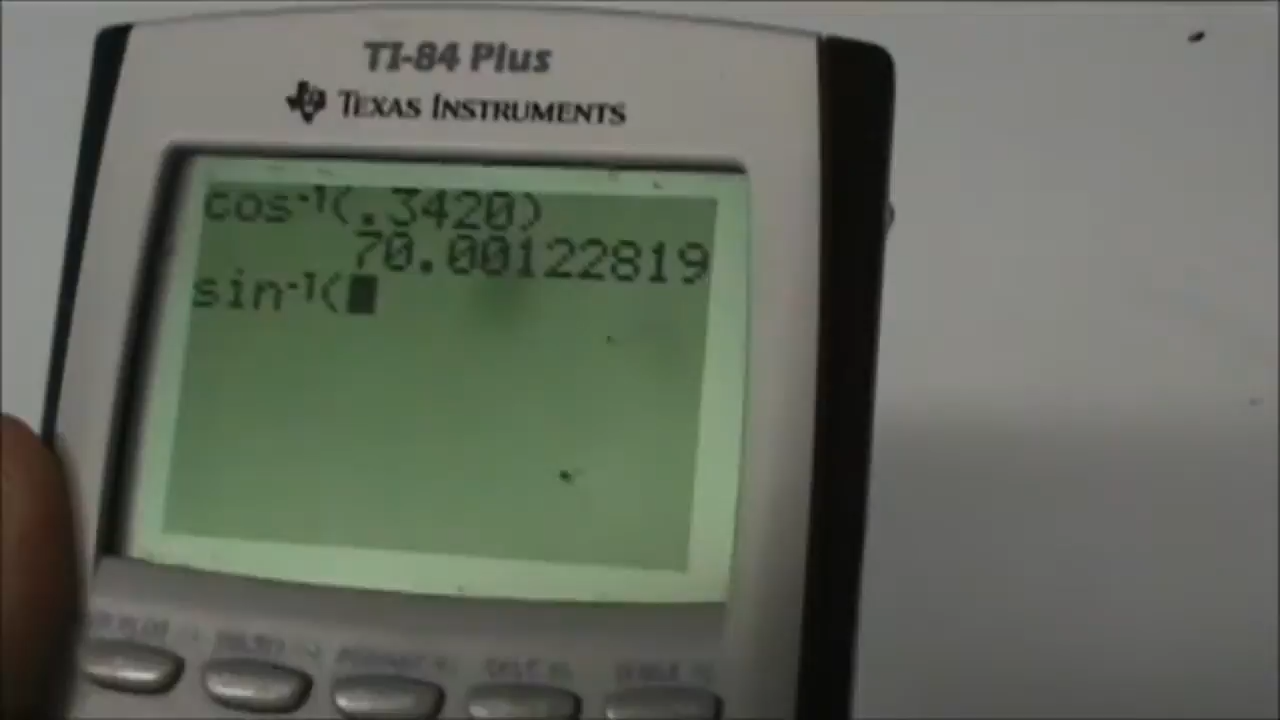 TI-84 Plus
TEXAS INSTRUMENTS
cos⁻¹(.3420)
70.00122819
sin⁻¹(